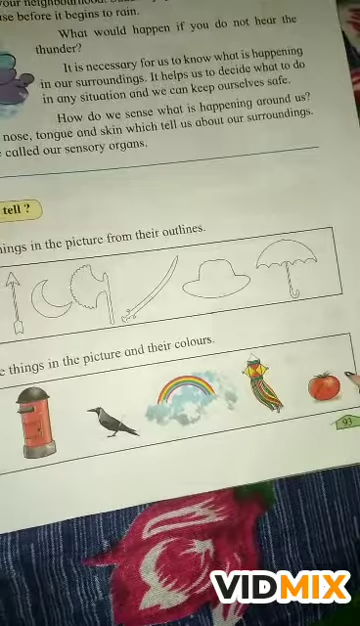 your neighbourhood.
use before it begins to rain.
What would happen if you do not hear the
thunder?
It is necessary for us to know what is happening
in our surroundings. It helps us to decide what to do
in any situation and we can keep ourselves safe.
How do we sense what is happening around us?
nose, tongue and skin which tell us about our surroundings.
called our sensory organs.
tell ?
things in the picture from their outlines.
things in the picture and their colours.
93
VIDMIX